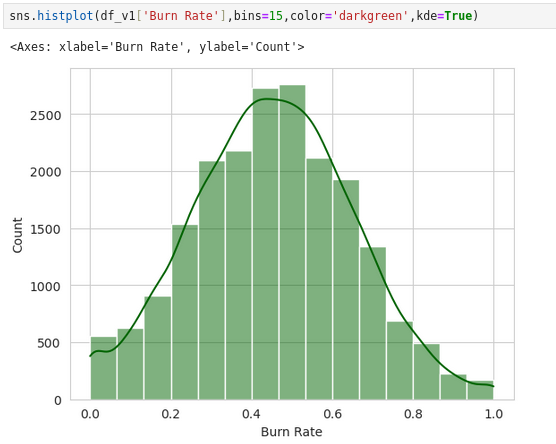 sns.histplot(df_v1['Burn Rate'],bins=15,color='darkgreen',kde=True)
<Axes: xlabel='Burn Rate', ylabel='Count'>
2500
2000
1500
1000
500
0
Count
0.0 0.2 0.4 0.6 0.8 1.0
Burn Rate